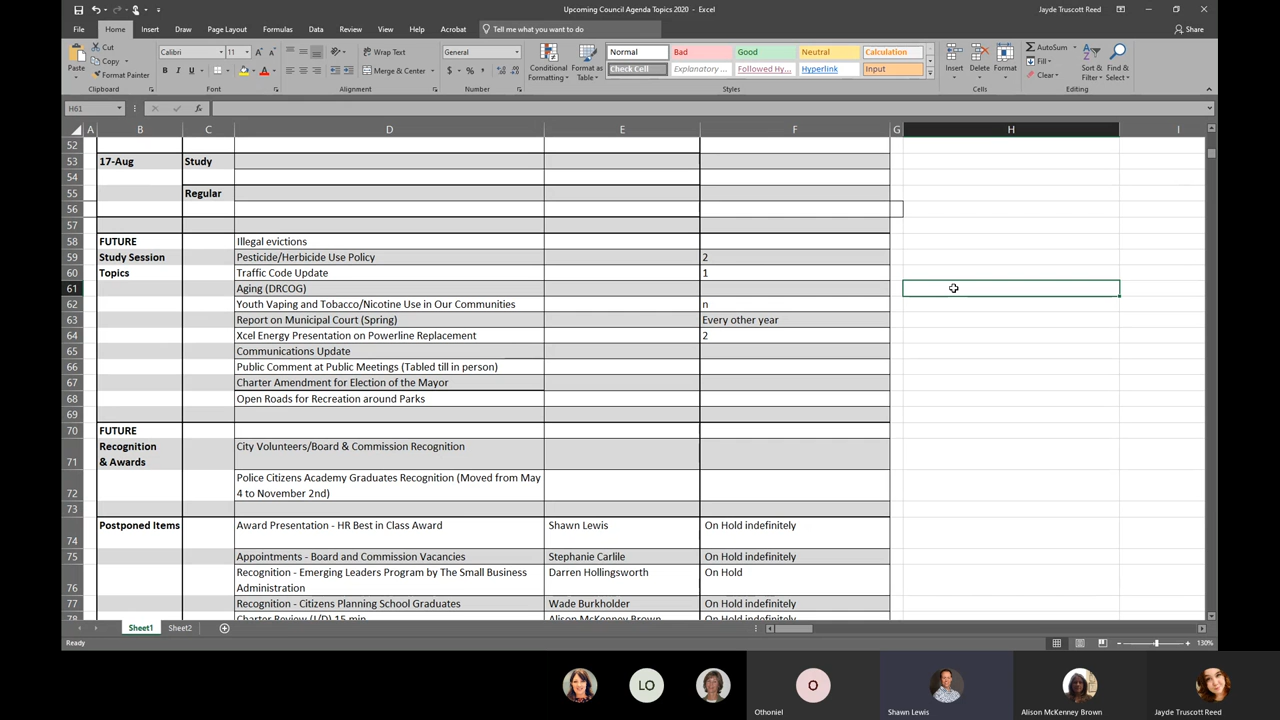 Upcoming Council Agenda Topics 2020 - Excel
Jayde Truscott Reed
File Home Insert Draw Page Layout Formulas Data Review View Help Acrobat Tell me what you want to do Share
Cut
Copy
Format Painter
Paste
Clipboard
Calibri 11
B I U
Font
Wrap Text
Merge & Center
Alignment
General
$ % ,
Number
Conditional Formatting
Format as Table
Normal Bad Good Neutral Calculation
Check Cell Explanatory ... Followed Hy... Hyperlink Input
Styles
Insert Delete Format
Cells
AutoSum
Fill
Clear
Sort & Filter
Find & Select
Editing
H61 fx
A B C D E F G H I
52
53 17-Aug Study
54
55 Regular
56
57
58 FUTURE Illegal evictions
59 Study Session Pesticide/Herbicide Use Policy 2
60 Topics Traffic Code Update 1
61 Aging (DRCOG)
62 Youth Vaping and Tobacco/Nicotine Use in Our Communities n
63 Report on Municipal Court (Spring) Every other year
64 Xcel Energy Presentation on Powerline Replacement 2
65 Communications Update
66 Public Comment at Public Meetings (Tabled till in person)
67 Charter Amendment for Election of the Mayor
68 Open Roads for Recreation around Parks
69
70 FUTURE
71 Recognition & Awards City Volunteers/Board & Commission Recognition
72 Police Citizens Academy Graduates Recognition (Moved from May
4 to November 2nd)
73
74 Postponed Items Award Presentation - HR Best in Class Award Shawn Lewis On Hold indefinitely
75 Appointments - Board and Commission Vacancies Stephanie Carlile On Hold indefinitely
76 Recognition - Emerging Leaders Program by The Small Business Darren Hollingsworth On Hold
Administration
77 Recognition - Citizens Planning School Graduates Wade Burkholder On Hold indefinitely
78 Charter Review (I/D) 15 min Alison McKenney Brown On Hold indefinitely
Sheet1 Sheet2
Ready
130%
LO
O
Othoniel
Shawn Lewis
Alison McKenney Brown
Jayde Truscott Reed